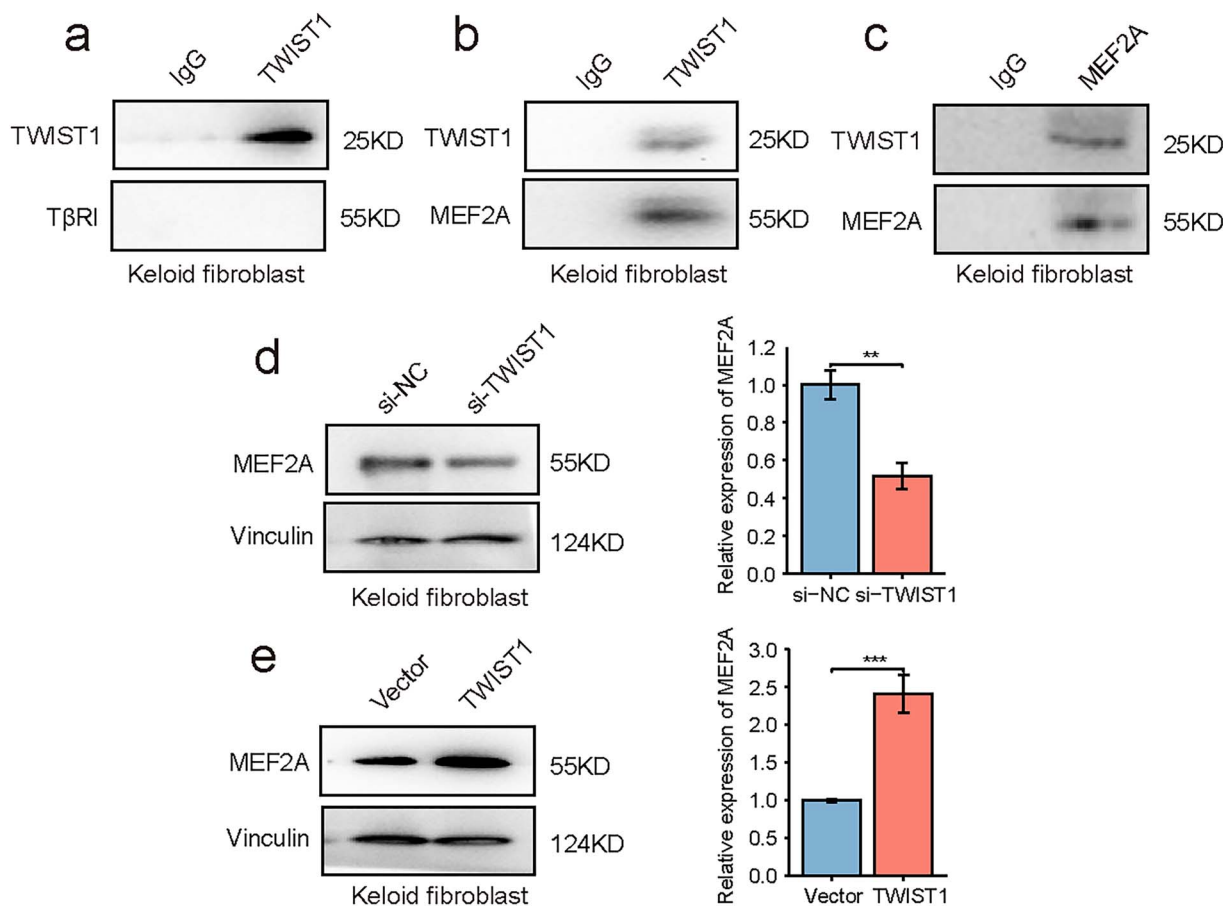 a
IgG
TWIST1
TWIST1
25KD
TβRI
55KD
Keloid fibroblast
b
IgG
TWIST1
TWIST1
25KD
MEF2A
55KD
Keloid fibroblast
c
IgG
MEF2A
TWIST1
25KD
MEF2A
55KD
Keloid fibroblast
d
si-NC
si-TWIST1
MEF2A
55KD
Vinculin
124KD
Keloid fibroblast
Relative expression of MEF2A
1.2
1.0
0.8
0.6
0.4
0.2
0.0
**
si-NC si-TWIST1
e
Vector
TWIST1
MEF2A
55KD
Vinculin
124KD
Keloid fibroblast
Relative expression of MEF2A
3.0
2.5
2.0
1.5
1.0
0.5
0.0
***
Vector TWIST1